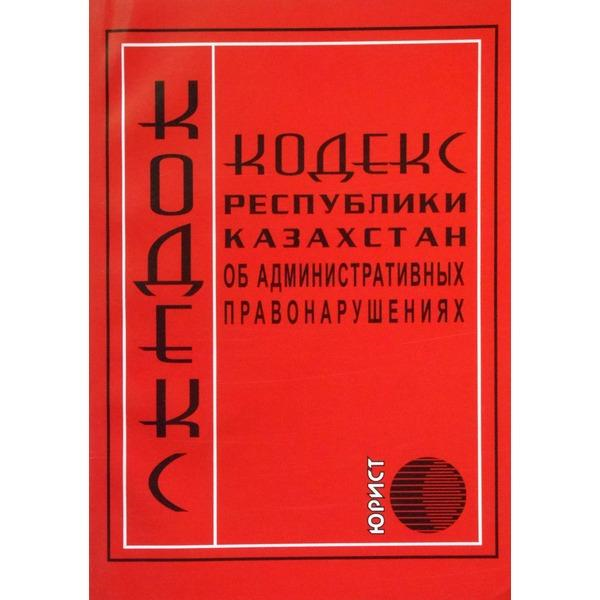 КОДЕКС
КОДЕКС
РЕСПУБЛИКИ
КАЗАХСТАН
ОБ АДМИНИСТРАТИВНЫХ
ПРАВОНАРУШЕНИЯХ
ЮРИСТ